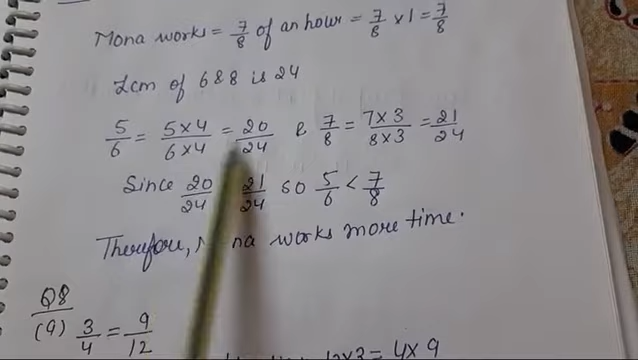 Mona works = 7/8 of an hour = 7/8 x 1 = 7/8
Lcm of 6 & 8 is 24
5/6 = 5x4/6x4 = 20/24 & 7/8 = 7x3/8x3 = 21/24
Since 20/24 21/24 so 5/6 < 7/8
Therefore, works more time.
Q8
(9) 3/4 = 9/12
12x3 = 4x9